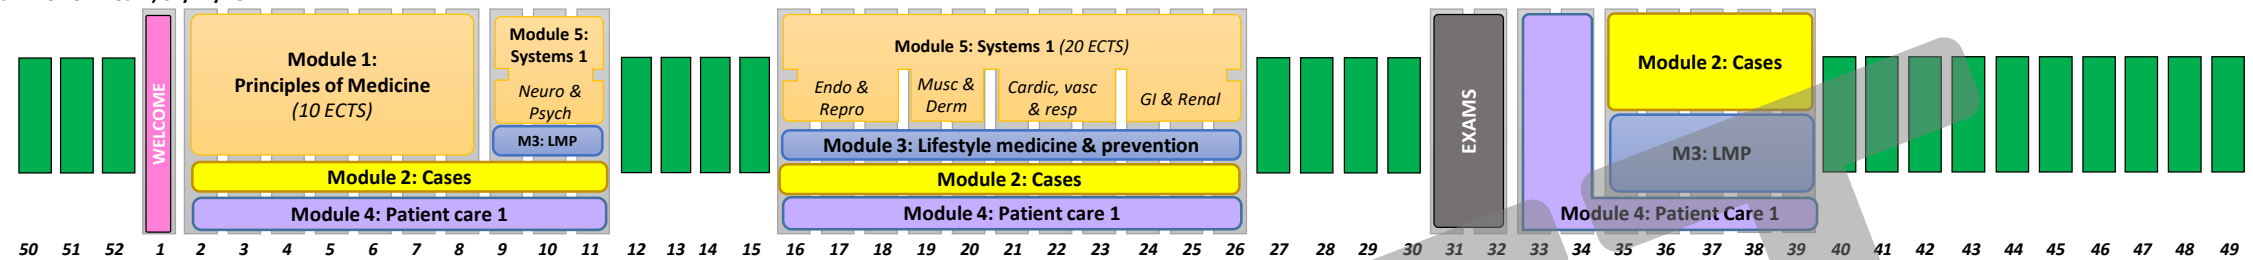 WELCOME
Module 1:
Principles of Medicine
(10 ECTS)
Module 5:
Systems 1
Neuro &
Psych
M3: LMP
Module 2: Cases
Module 4: Patient care 1
Module 5: Systems 1 (20 ECTS)
Endo &
Repro
Musc &
Derm
Cardic, vasc
& resp
GI & Renal
Module 3: Lifestyle medicine & prevention
Module 2: Cases
Module 4: Patient care 1
EXAMS
Module 2: Cases
M3: LMP
Module 4: Patient Care 1
50 51 52 1 2 3 4 5 6 7 8 9 10 11 12 13 14 15 16 17 18 19 20 21 22 23 24 25 26 27 28 29 30 31 32 33 34 35 36 37 38 39 40 41 42 43 44 45 46 47 48 49